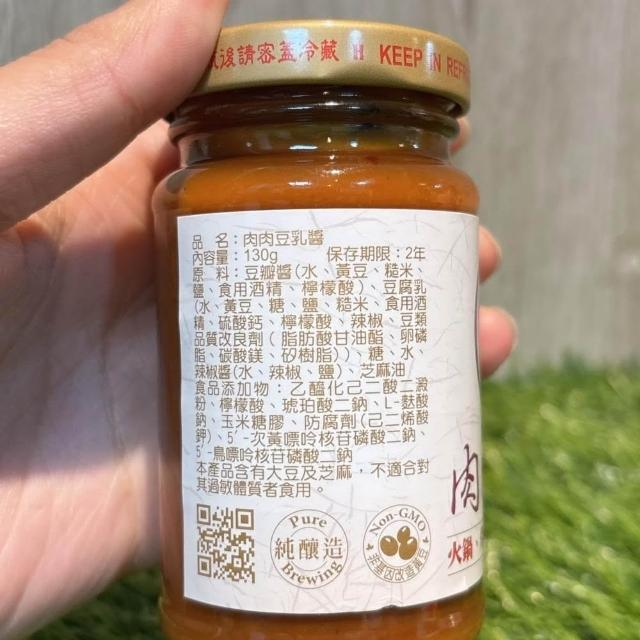 後請密蓋冷藏 H KEEP IN REFR
品 名：肉肉豆乳醬
內容量：130g 保存期限：2年
原 料：豆瓣醬(水、黃豆、糙米、
鹽、食用酒精、檸檬酸)、豆腐乳
(水、黃豆、糖、鹽、糙米、食用酒
精、硫酸鈣、檸檬酸、辣椒、豆類
品質改良劑(脂肪酸甘油酯、卵磷
脂、碳酸鎂、矽樹脂))、糖、水、
辣椒醬(水、辣椒、鹽)、芝麻油
食品添加物：乙醯化己二酸二澱
粉、檸檬酸、琥珀酸二鈉、L-麩酸
鈉、玉米糖膠、防腐劑(己二烯酸
鉀)、5'-次黃嘌呤核苷磷酸二鈉、
5'-鳥嘌呤核苷磷酸二鈉
本產品含有大豆及芝麻，不適合對
其過敏體質者食用。
Pure
純釀造
Brewing
Non-GMO
非基因改造黃豆
肉
火鍋、